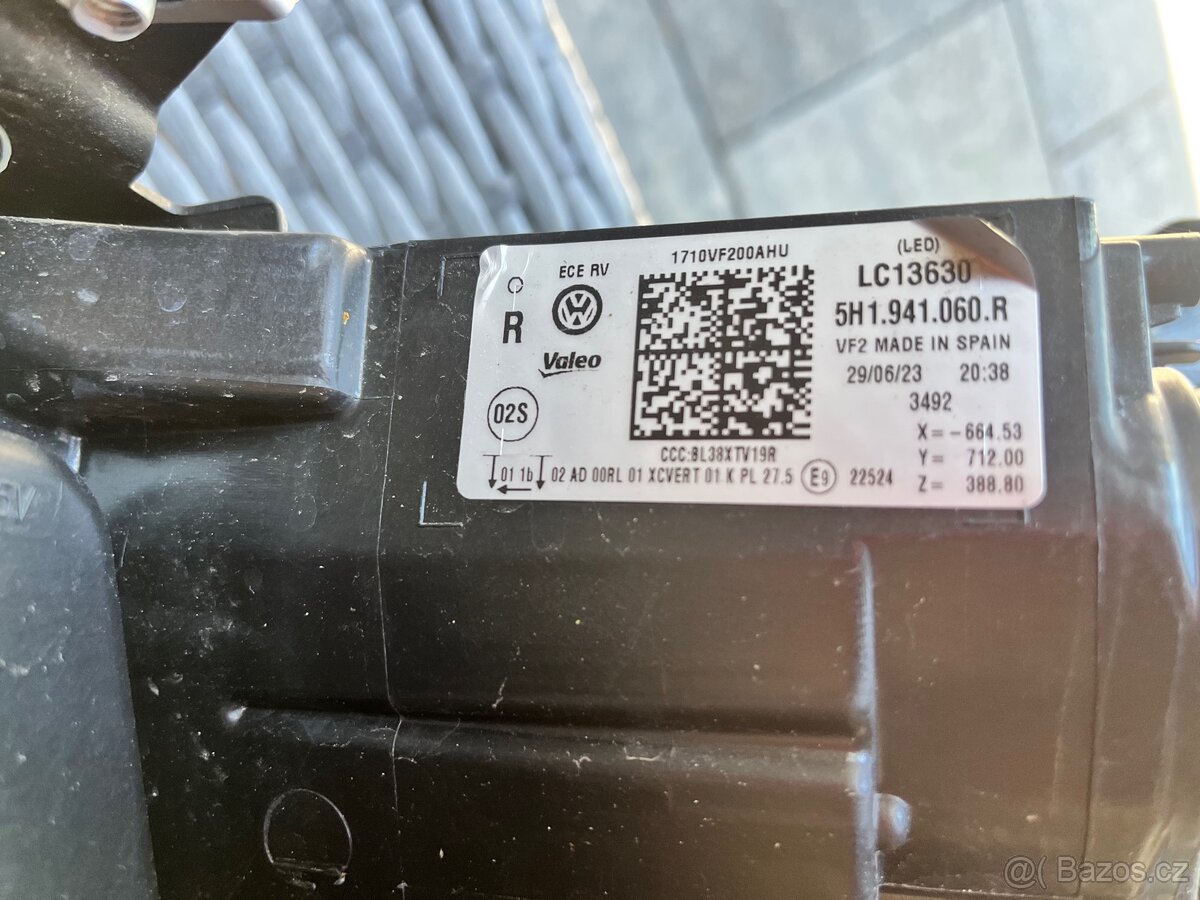 ECE RV
R
VW
Valeo
02S
1710VF200AHU
CCC:BL38XTV19R
(LED)
LC13630
5H1.941.060.R
VF2 MADE IN SPAIN
29/06/23 20:38
3492
X= -664.53
Y= 712.00
Z= 388.80
01 1b 02 AD 00RL 01 XCVERT 01 K PL 27.5 E9 22524
@( Bazos.cz